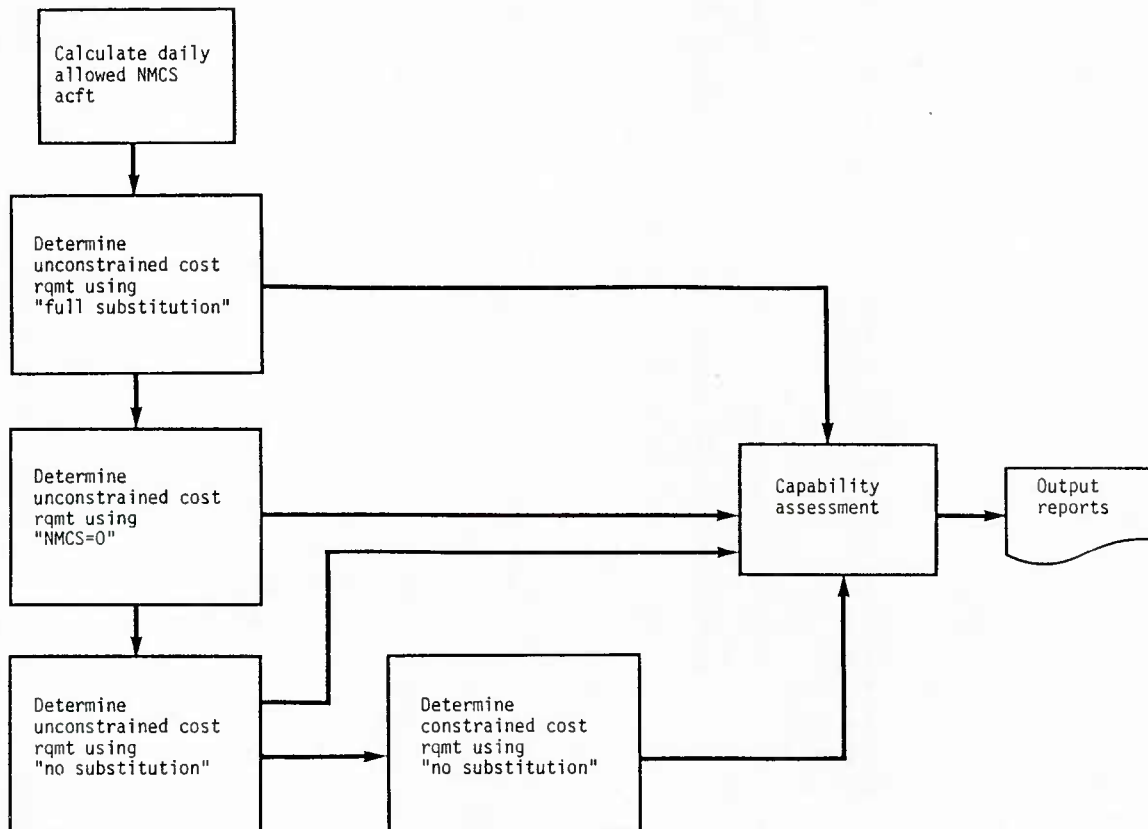 Calculate daily
allowed NMCS
acft
Determine
unconstrained cost
rqmt using
"full substitution"
Determine
unconstrained cost
rqmt using
"NMCS=0"
Capability
assessment
Output
reports
Determine
unconstrained cost
rqmt using
"no substitution"
Determine
constrained cost
rqmt using
"no substitution"